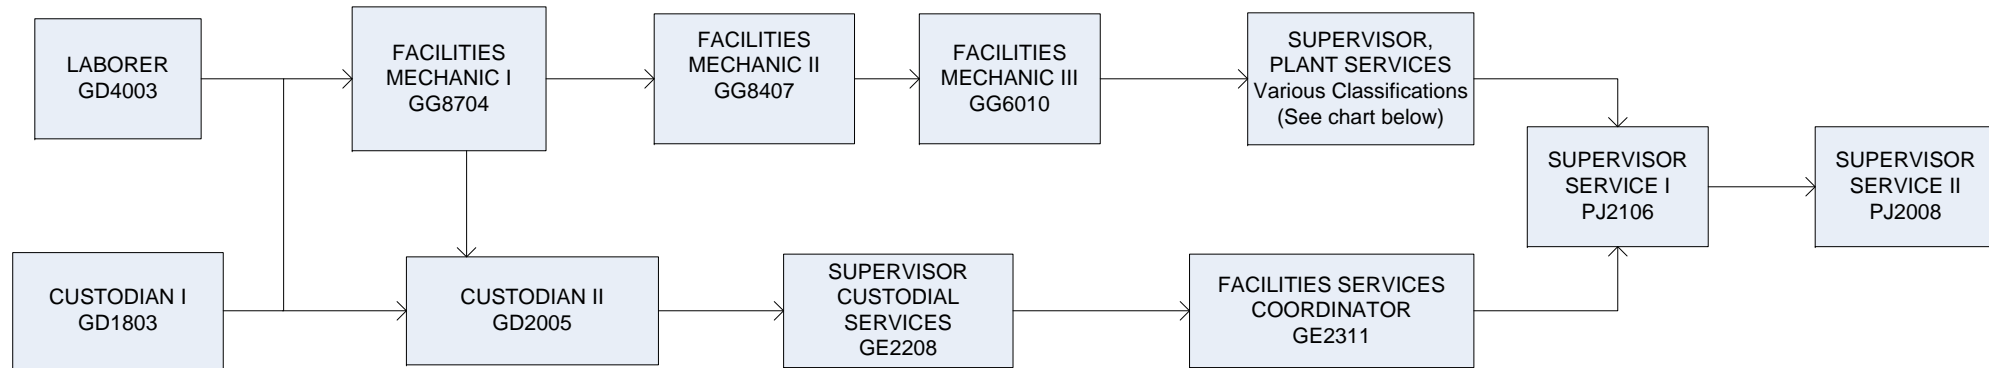 LABORER
GD4003
FACILITIES
MECHANIC I
GG8704
FACILITIES
MECHANIC II
GG8407
FACILITIES
MECHANIC III
GG6010
SUPERVISOR,
PLANT SERVICES
Various Classifications
(See chart below)
SUPERVISOR
SERVICE I
PJ2106
SUPERVISOR
SERVICE II
PJ2008
CUSTODIAN I
GD1803
CUSTODIAN II
GD2005
SUPERVISOR
CUSTODIAL
SERVICES
GE2208
FACILITIES SERVICES
COORDINATOR
GE2311